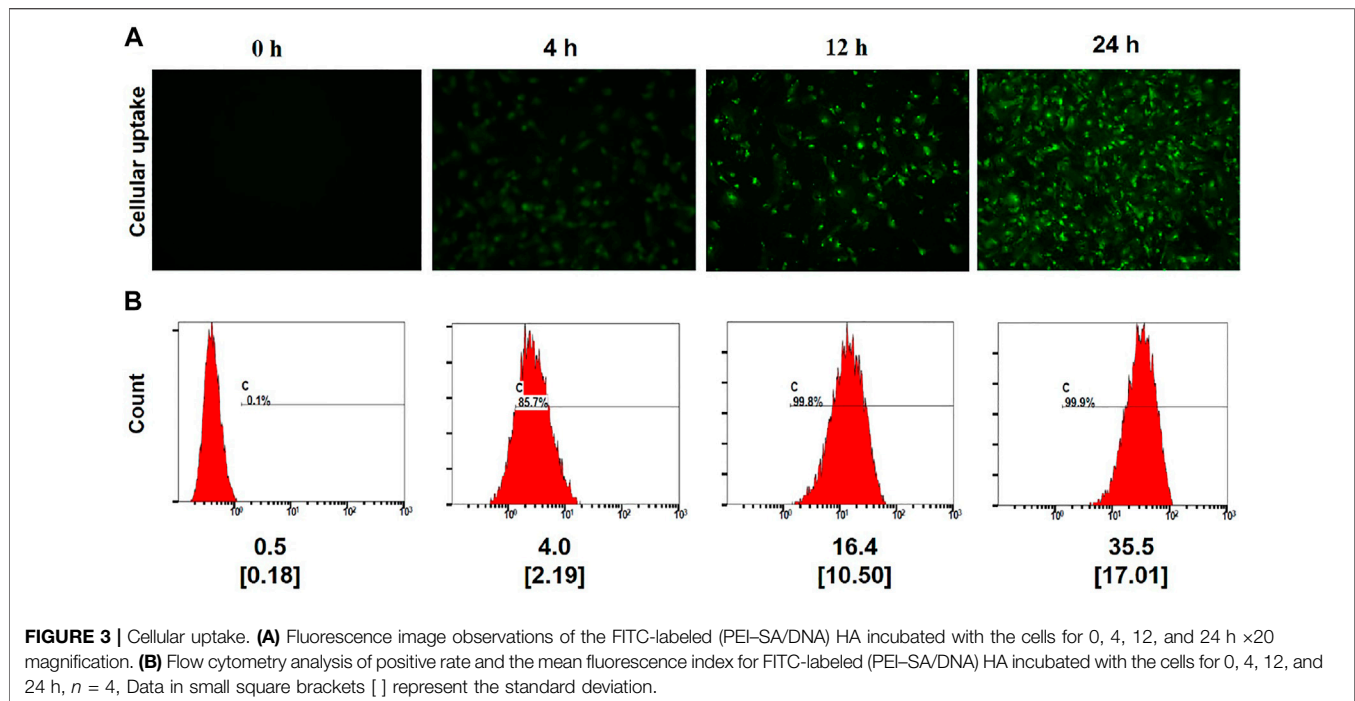 A
0 h 4 h 12 h 24 h
Cellular uptake
B
Count
C
0.1%
C
85.7%
C
99.8%
C
99.9%
10⁰ 10¹ 10² 10³
10⁰ 10¹ 10² 10³
10⁰ 10¹ 10² 10³
10⁰ 10¹ 10² 10³
0.5 4.0 16.4 35.5
[0.18] [2.19] [10.50] [17.01]
FIGURE 3 | Cellular uptake. (A) Fluorescence image observations of the FITC-labeled (PEI–SA/DNA) HA incubated with the cells for 0, 4, 12, and 24 h ×20
magnification. (B) Flow cytometry analysis of positive rate and the mean fluorescence index for FITC-labeled (PEI–SA/DNA) HA incubated with the cells for 0, 4, 12, and
24 h, n = 4, Data in small square brackets [ ] represent the standard deviation.